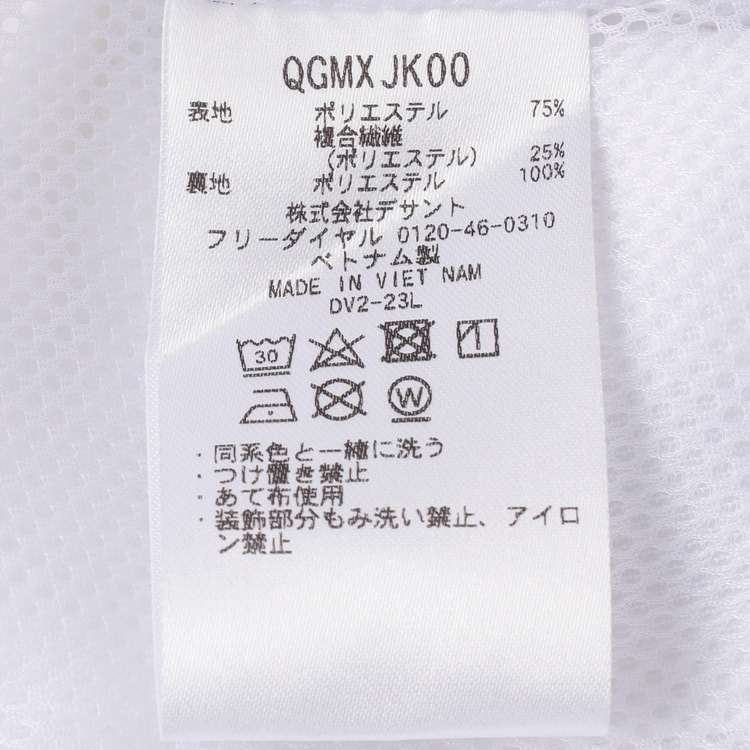 QGMXJK00
表地 ポリエステル 75%
複合繊維
(ポリエステル) 25%
裏地 ポリエステル 100%
株式会社デサント
フリーダイヤル 0120-46-0310
ベトナム製
MADE IN VIET NAM
DV2-23L
30
W
・同系色と一緒に洗う
・つけ置き禁止
・あて布使用
・装飾部分もみ洗い禁止、アイロ
ン禁止